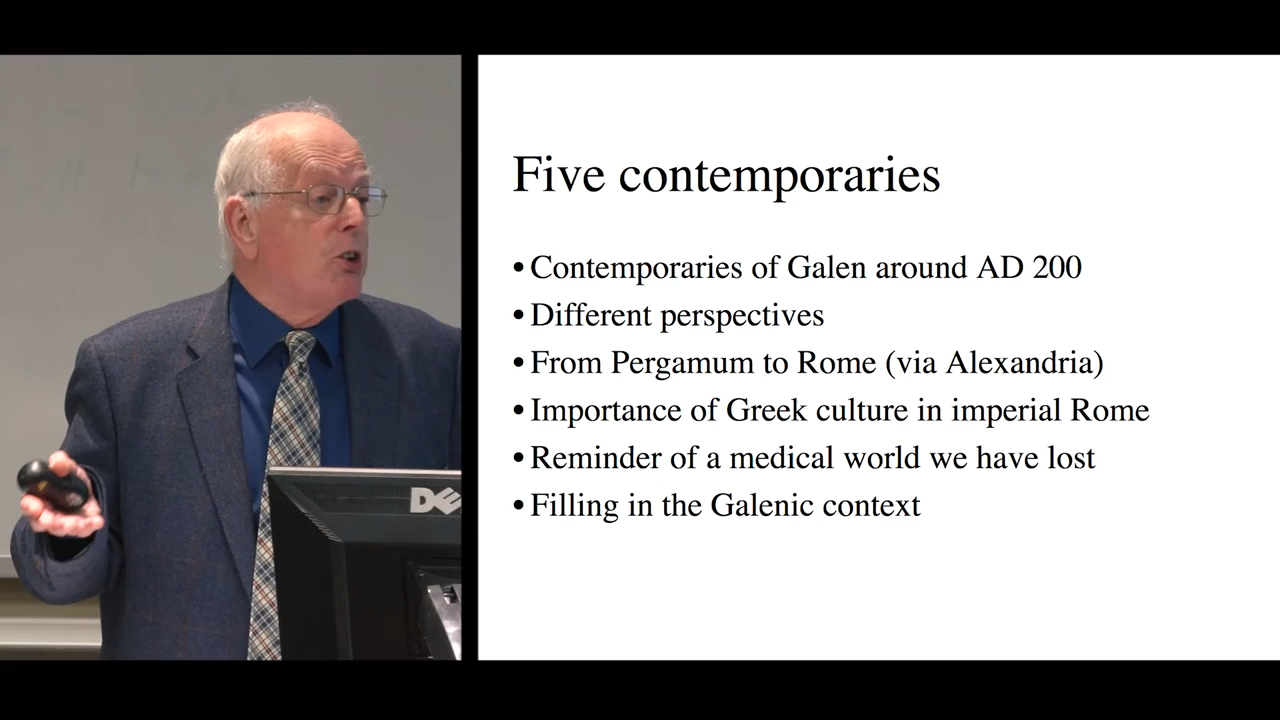 Five contemporaries
• Contemporaries of Galen around AD 200
• Different perspectives
• From Pergamum to Rome (via Alexandria)
• Importance of Greek culture in imperial Rome
• Reminder of a medical world we have lost
• Filling in the Galenic context
DE